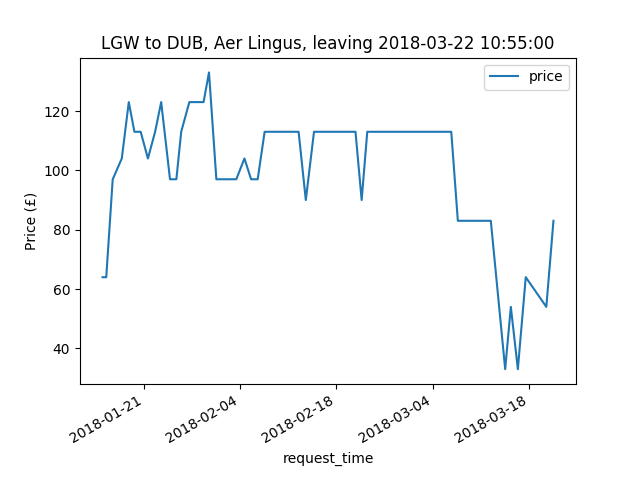 LGW to DUB, Aer Lingus, leaving 2018-03-22 10:55:00
price
Price (£)
120
100
80
60
40
2018-01-21
2018-02-04
2018-02-18
2018-03-04
2018-03-18
request_time